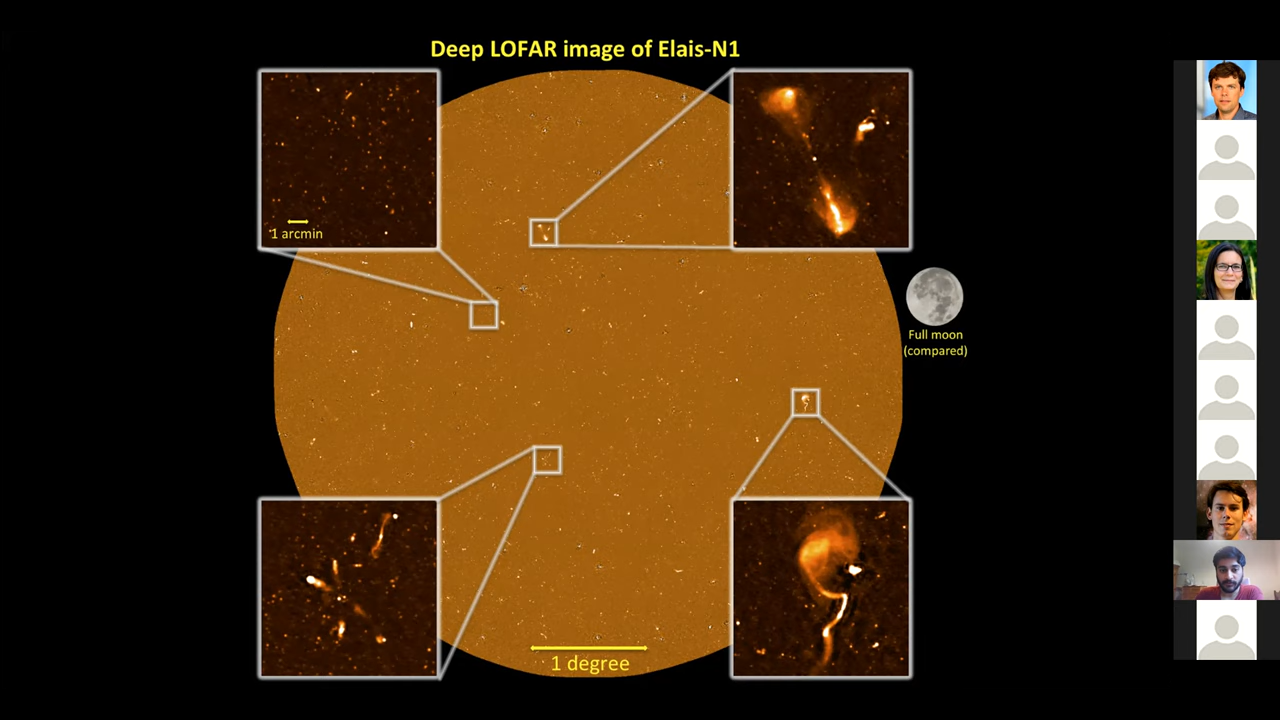 Deep LOFAR image of Elais-N1
1 arcmin
Full moon
(compared)
1 degree